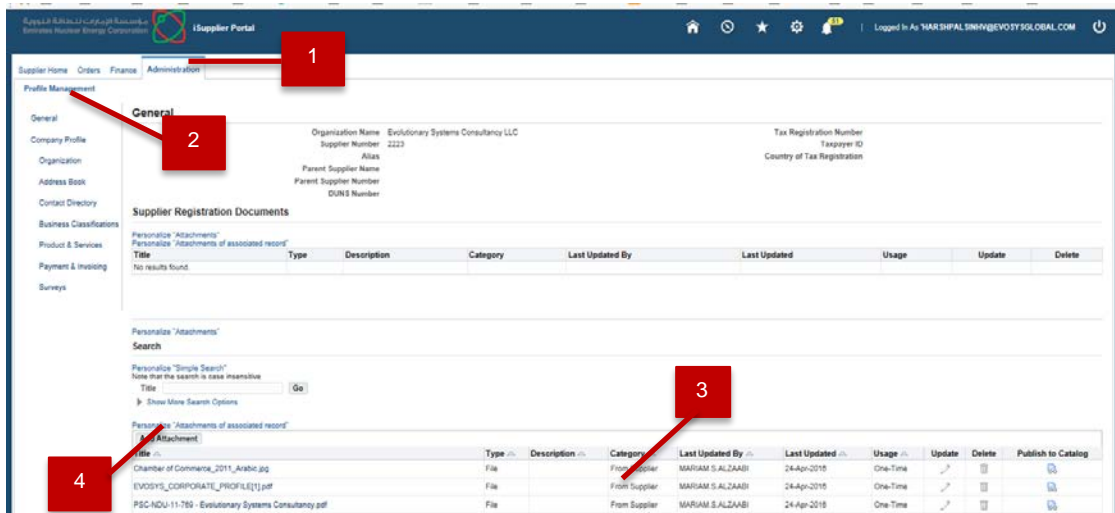 مؤسسة الإمارات للطاقة النووية
Emirates Nuclear Energy Corporation
iSupplier Portal
51
Logged In As 'HARSHPALSINHV@EVOSYSGLOBAL.COM
1
Supplier Home Orders Finance Administration
Profile Management
2
General
Company Profile
Organization
Address Book
Contact Directory
Business Classifications
Product & Services
Payment & Invoicing
Surveys
General
Organization Name Evolutionary Systems Consultancy LLC
Supplier Number 2223
Alias
Parent Supplier Name
Parent Supplier Number
DUNS Number
Tax Registration Number
Taxpayer ID
Country of Tax Registration
Supplier Registration Documents
Personalize "Attachments"
Personalize "Attachments of associated record"
Title Type Description Category Last Updated By Last Updated Usage Update Delete
No results found.
Personalize "Attachments"
Search
Personalize "Simple Search"
Note that the search is case insensitive
Title Go
Show More Search Options
3
Personalize "Attachments of associated record"
Add Attachment
4
Title Type Description Category Last Updated By Last Updated Usage Update Delete Publish to Catalog
Chamber of Commerce_2011_Arabic.jpg File From Supplier MARIAM.S.ALZAABI 24-Apr-2016 One-Time
EVOSYS_CORPORATE_PROFILE[1].pdf File From Supplier MARIAM.S.ALZAABI 24-Apr-2016 One-Time
PSC-NDU-11-769 - Evolutionary Systems Consultancy.pdf File From Supplier MARIAM.S.ALZAABI 24-Apr-2016 One-Time